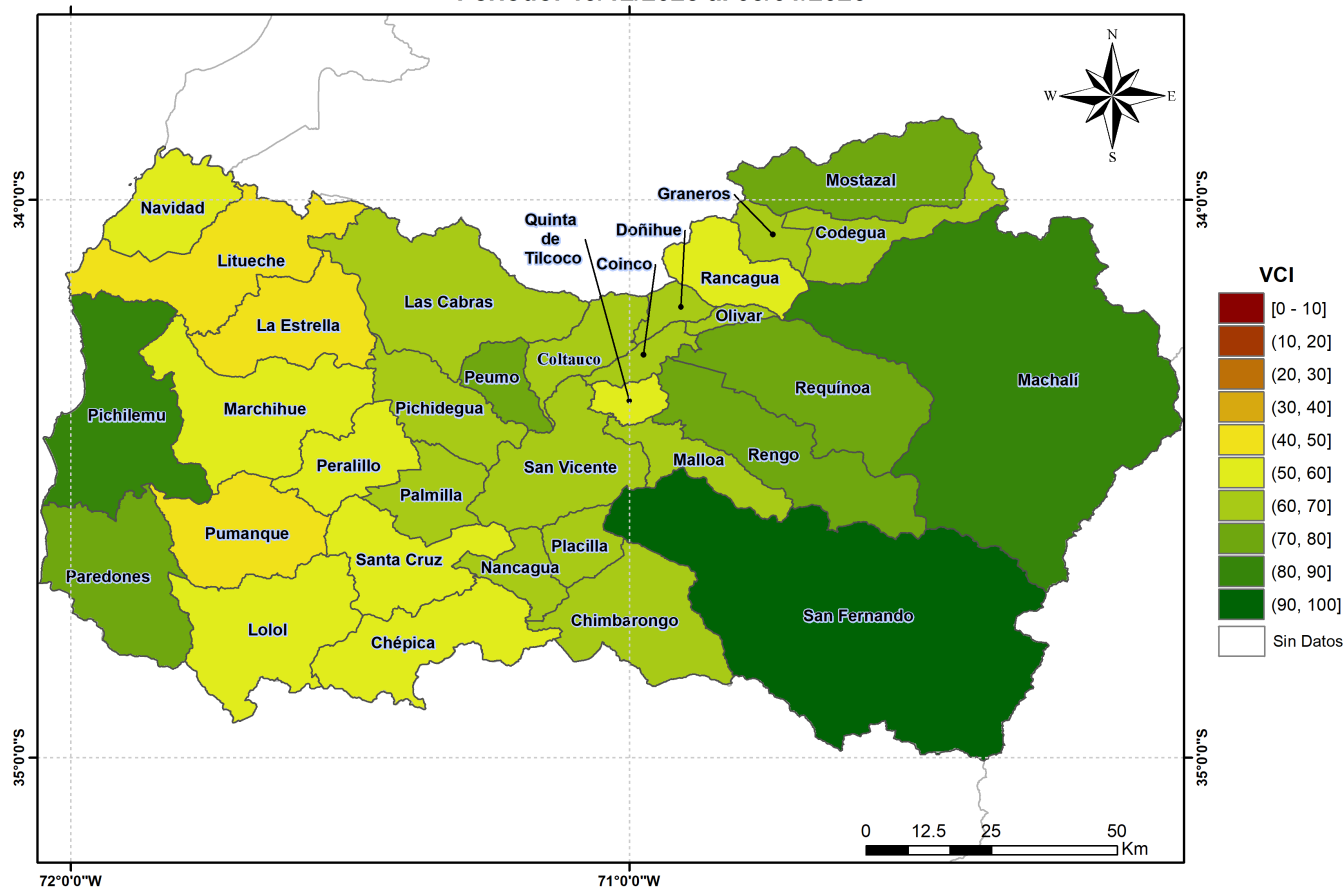 N
W
E
S
34°0'0"S
34°0'0"S
Navidad
Litueche
La Estrella
Las Cabras
Quinta
de
Tilcoco
Doñihue
Coinco
Graneros
Mostazal
Codegua
Rancagua
Olivar
Coltauco
Peumo
Requínoa
Machalí
Pichilemu
Marchihue
Pichidegua
Peralillo
Palmilla
San Vicente
Malloa
Rengo
Pumanque
Santa Cruz
Placilla
Nancagua
Paredones
Lolol
Chépica
Chimbarongo
San Fernando
35°0'0"S
35°0'0"S
72°0'0"W
71°0'0"W
0
12.5
25
50
Km
VCI
[0 - 10]
(10, 20]
(20, 30]
(30, 40]
(40, 50]
(50, 60]
(60, 70]
(70, 80]
(80, 90]
(90, 100]
Sin Datos